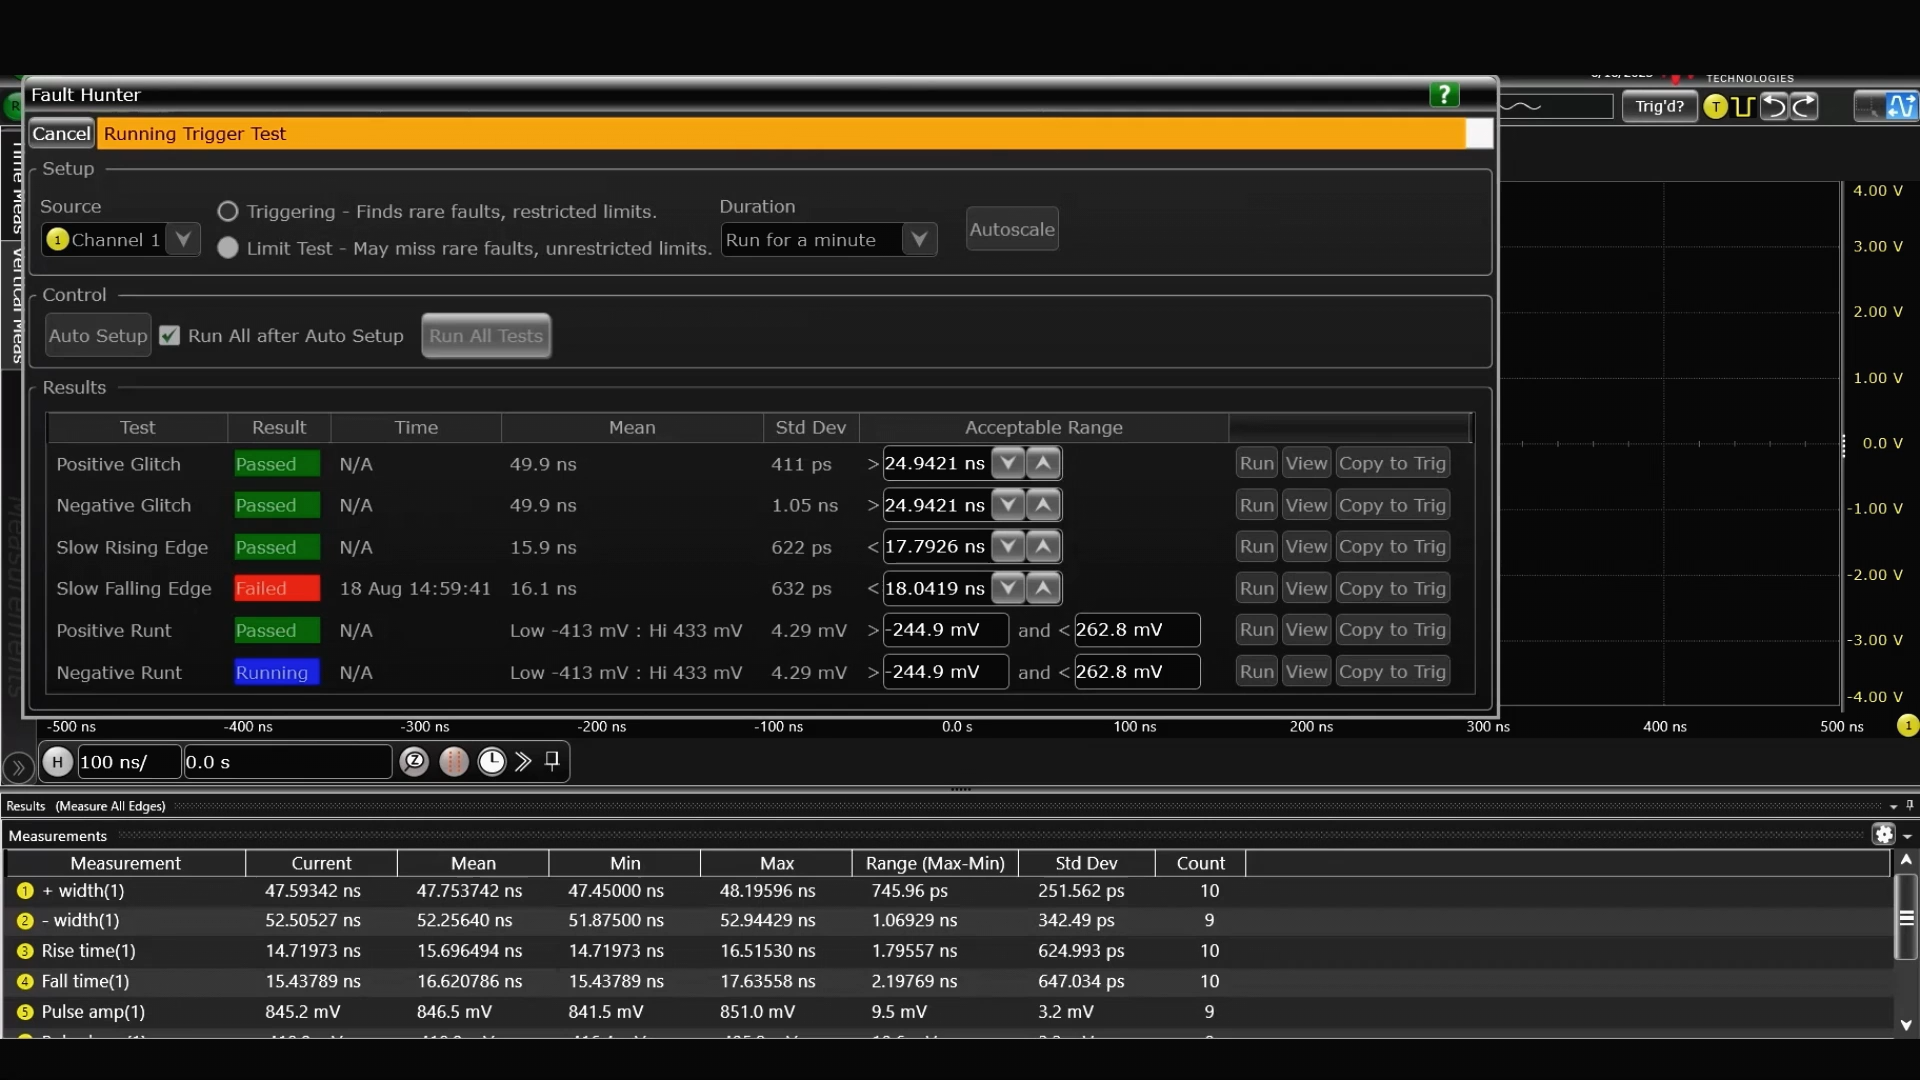 Fault Hunter
?
TECHNOLOGIES
Trig'd?
T
Cancel
Running Trigger Test
Setup
Source
1 Channel 1
Triggering - Finds rare faults, restricted limits.
Limit Test - May miss rare faults, unrestricted limits.
Duration
Run for a minute
Autoscale
Control
Auto Setup
Run All after Auto Setup
Run All Tests
Results
Test Result Time Mean Std Dev Acceptable Range
Positive Glitch Passed N/A 49.9 ns 411 ps > 24.9421 ns Run View Copy to Trig
Negative Glitch Passed N/A 49.9 ns 1.05 ns > 24.9421 ns Run View Copy to Trig
Slow Rising Edge Passed N/A 15.9 ns 622 ps < 17.7926 ns Run View Copy to Trig
Slow Falling Edge Failed 18 Aug 14:59:41 16.1 ns 632 ps < 18.0419 ns Run View Copy to Trig
Positive Runt Passed N/A Low -413 mV : Hi 433 mV 4.29 mV > -244.9 mV and < 262.8 mV Run View Copy to Trig
Negative Runt Running N/A Low -413 mV : Hi 433 mV 4.29 mV > -244.9 mV and < 262.8 mV Run View Copy to Trig
Time Meas
Vertical Meas
Measurements
4.00 V
3.00 V
2.00 V
1.00 V
0.0 V
-1.00 V
-2.00 V
-3.00 V
-4.00 V
-500 ns -400 ns -300 ns -200 ns -100 ns 0.0 s 100 ns 200 ns 300 ns 400 ns 500 ns 1
H 100 ns/ 0.0 s
Results (Measure All Edges)
Measurements
Measurement Current Mean Min Max Range (Max-Min) Std Dev Count
1 + width(1) 47.59342 ns 47.753742 ns 47.45000 ns 48.19596 ns 745.96 ps 251.562 ps 10
2 - width(1) 52.50527 ns 52.25640 ns 51.87500 ns 52.94429 ns 1.06929 ns 342.49 ps 9
3 Rise time(1) 14.71973 ns 15.696494 ns 14.71973 ns 16.51530 ns 1.79557 ns 624.993 ps 10
4 Fall time(1) 15.43789 ns 16.620786 ns 15.43789 ns 17.63558 ns 2.19769 ns 647.034 ps 10
5 Pulse amp(1) 845.2 mV 846.5 mV 841.5 mV 851.0 mV 9.5 mV 3.2 mV 9